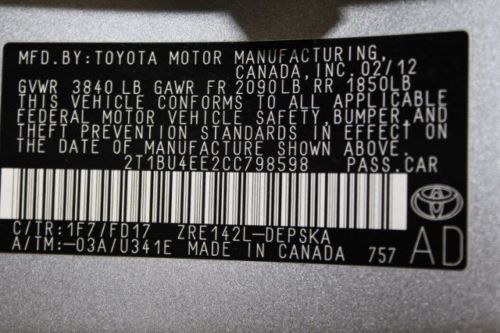 MFD.BY:TOYOTA MOTOR MANUFACTURING,
CANADA,INC.02/12
GVWR 3840LB GAWR FR 2090LB RR 1850LB
THIS VEHICLE CONFORMS TO ALL APPLICABLE
FEDERAL MOTOR VEHICLE SAFETY,BUMPER,AND
THEFT PREVENTION STANDARDS IN EFFECT ON
THE DATE OF MANUFACTURE SHOWN ABOVE.
2T1BU4EE2CC798598 PASS.CAR
C/TR:1F7/FD17 ZRE142L-DEPSKA
A/TM:-03A/U341E MADE IN CANADA 757
TOYOTA
AD